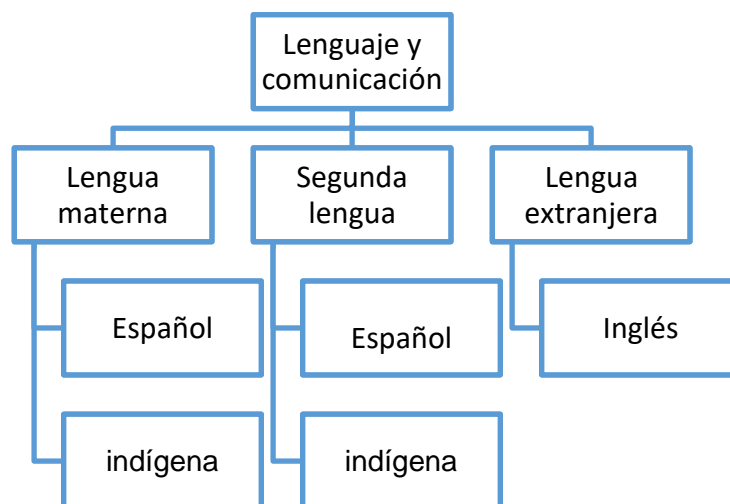 Lenguaje y
comunicación
Lengua
materna
Segunda
lengua
Lengua
extranjera
Español
Español
Inglés
indígena
indígena